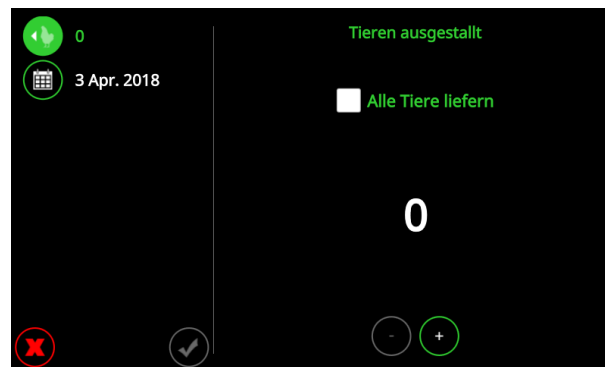 0
3 Apr. 2018
Tieren ausgestallt
Alle Tiere liefern
0
- +